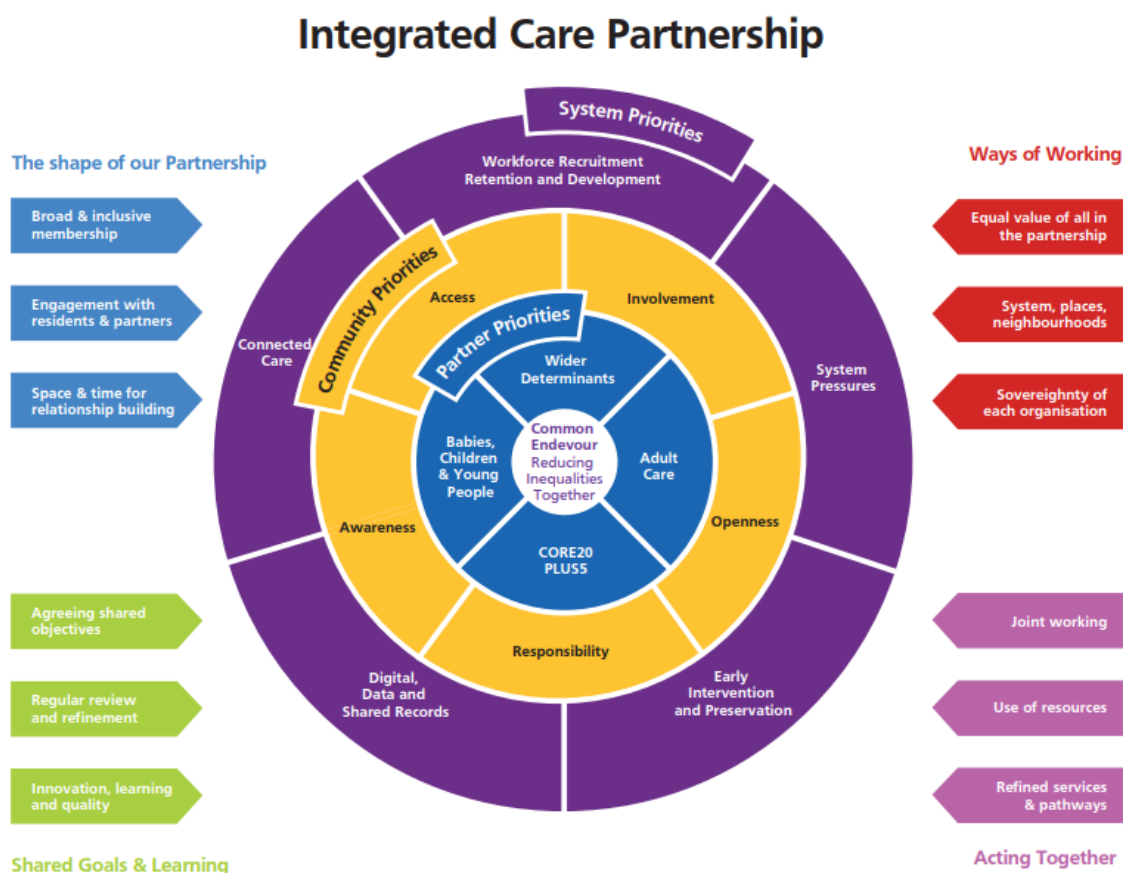 Integrated Care Partnership
The shape of our Partnership
Broad & inclusive
membership
Engagement with
residents & partners
Space & time for
relationship building
System Priorities
Workforce Recruitment
Retention and Development
Connected
Care
System
Pressures
Digital,
Data and
Shared Records
Early
Intervention
and Preservation
Community Priorities
Access
Involvement
Awareness
Openness
Responsibility
Partner Priorities
Wider
Determinants
Babies,
Children
& Young
People
Adult
Care
CORE20
PLUS5
Common
Endevour
Reducing
Inequalities
Together
Ways of Working
Equal value of all in
the partnership
System, places,
neighbourhoods
Sovereighnty of
each organisation
Agreeing shared
objectives
Regular review
and refinement
Innovation, learning
and quality
Shared Goals & Learning
Joint working
Use of resources
Refined services
& pathways
Acting Together